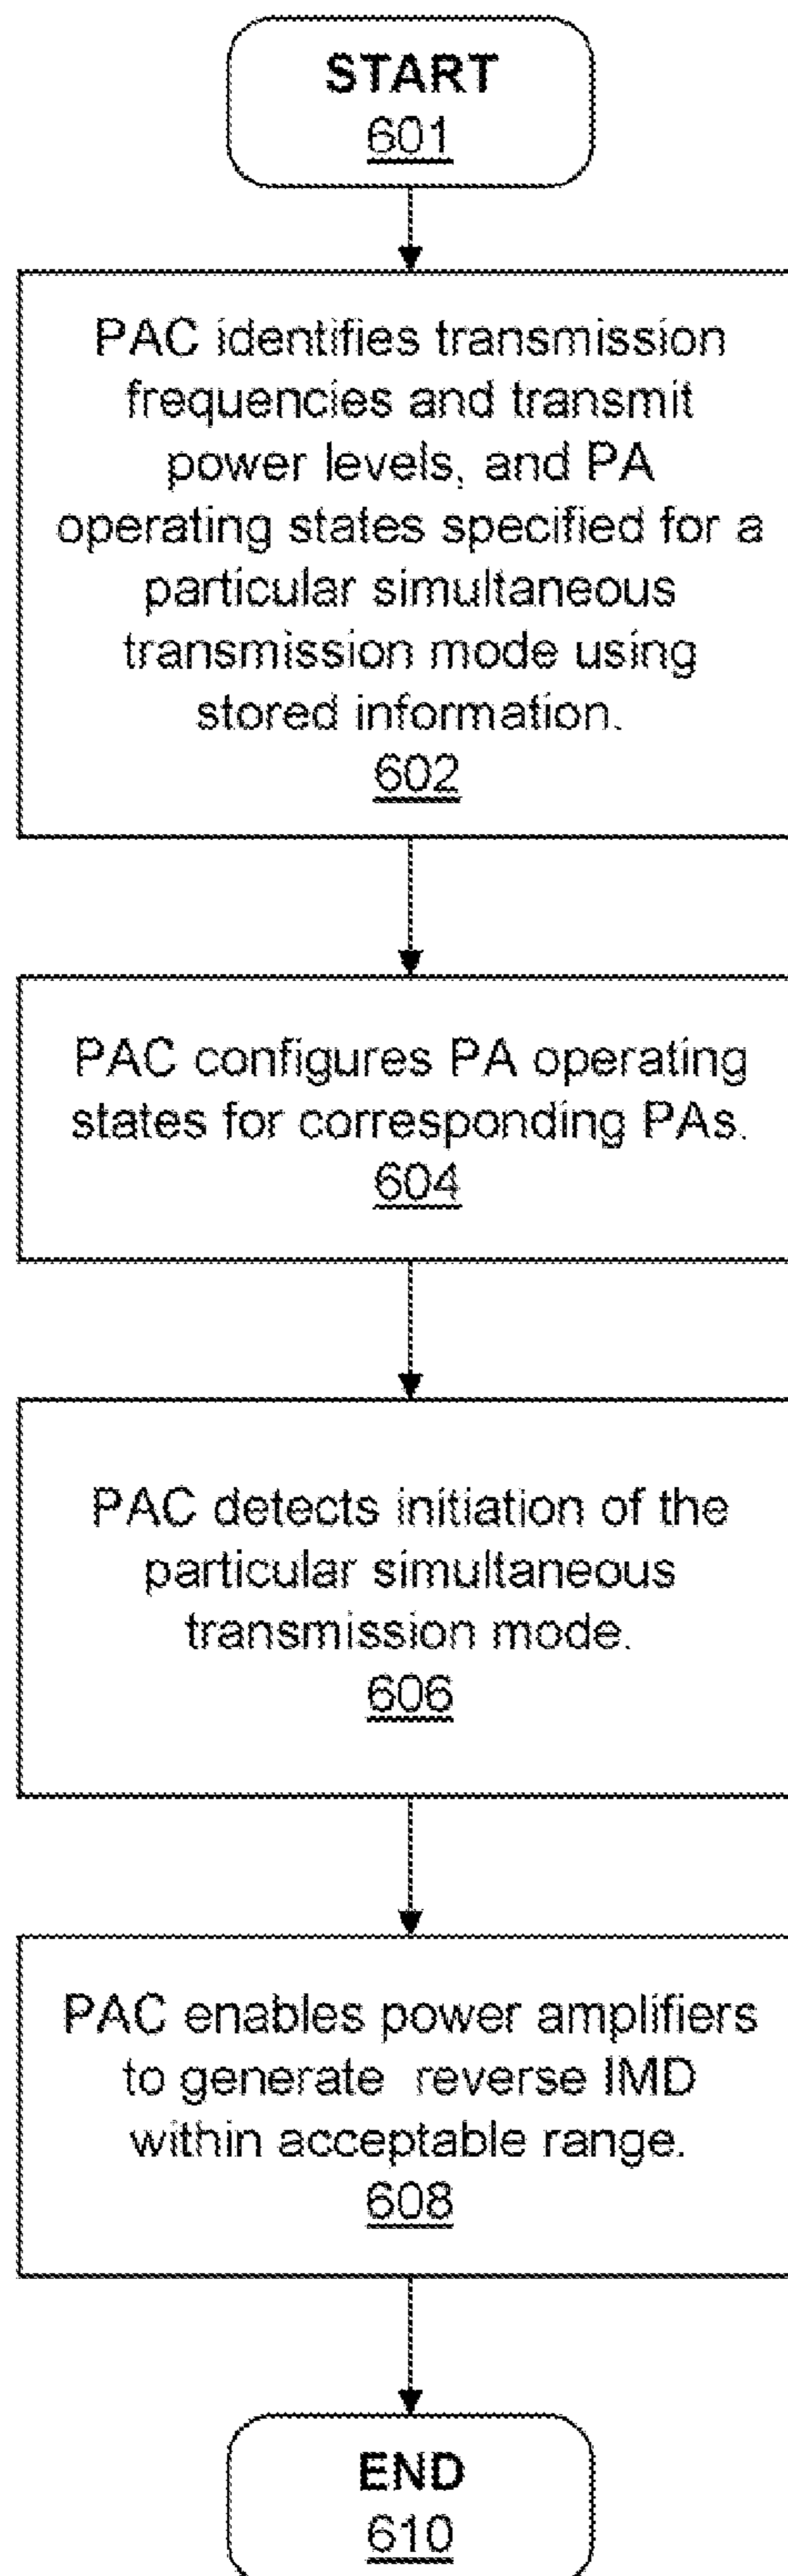 START
601
PAC identifies transmission
frequencies and transmit
power levels, and PA
operating states specified for a
particular simultaneous
transmission mode using
stored information.
602
PAC configures PA operating
states for corresponding PAs.
604
PAC detects initiation of the
particular simultaneous
transmission mode.
606
PAC enables power amplifiers
to generate reverse IMD
within acceptable range.
608
END
610